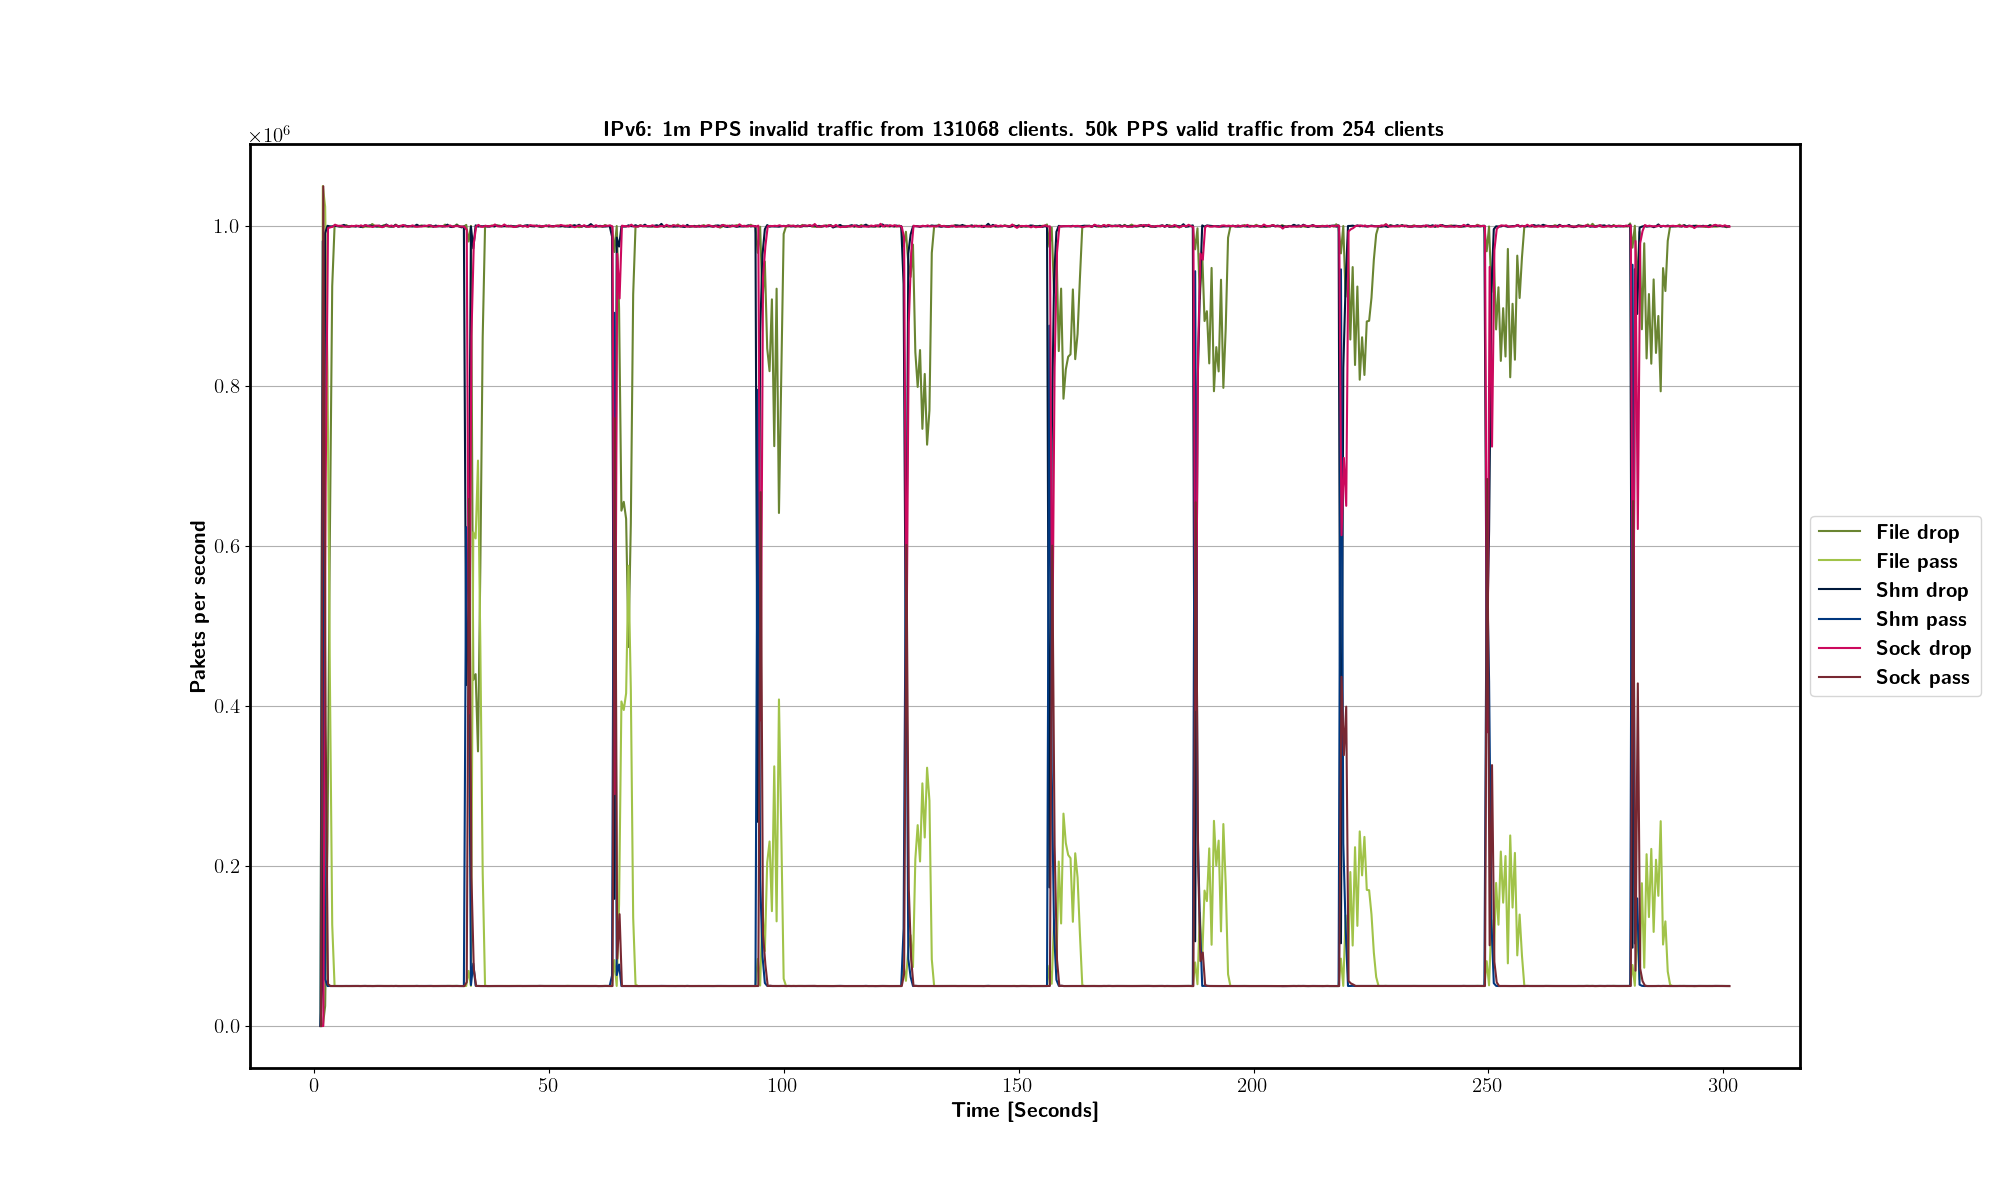 IPv6: 1m PPS invalid traffic from 131068 clients. 50k PPS valid traffic from 254 clients
×10⁶
1.0
0.8
0.6
0.4
0.2
0.0
Pakets per second
0 50 100 150 200 250 300
Time [Seconds]
File drop
File pass
Shm drop
Shm pass
Sock drop
Sock pass